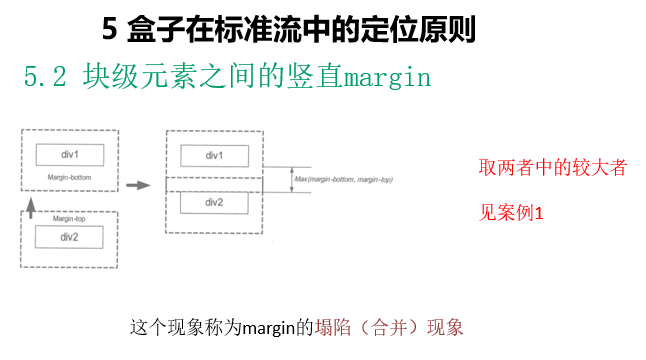 5 盒子在标准流中的定位原则
5.2 块级元素之间的竖直margin
div1
Margin-bottom
Margin-top
div2
div1
Max(margin-bottom, margin-top)
div2
取两者中的较大者
见案例1
这个现象称为margin的塌陷（合并）现象